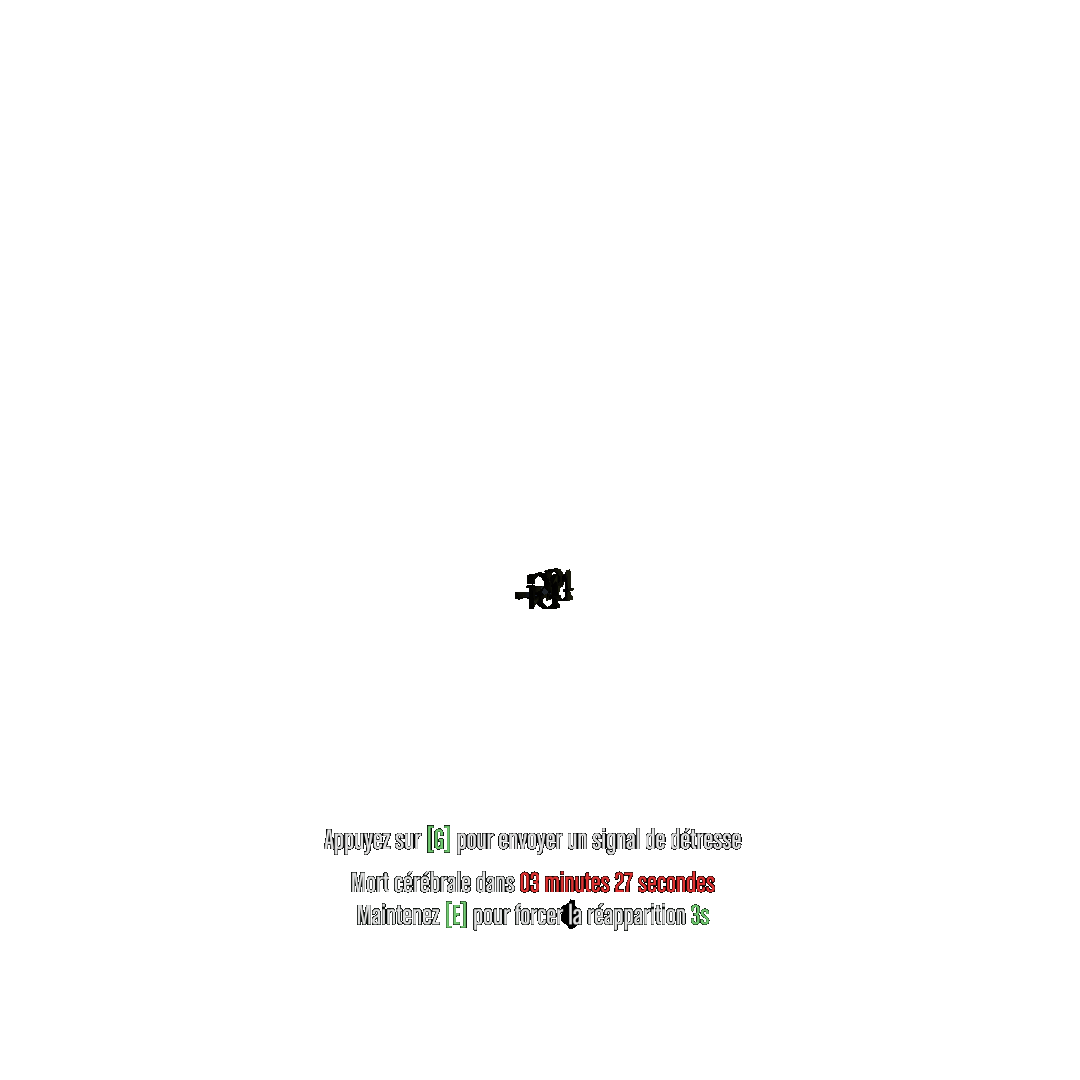 Appuyez sur [G] pour envoyer un signal de détresse
Mort cérébrale dans 03 minutes 27 secondes
Maintenez [E] pour forcer la réapparition 3s